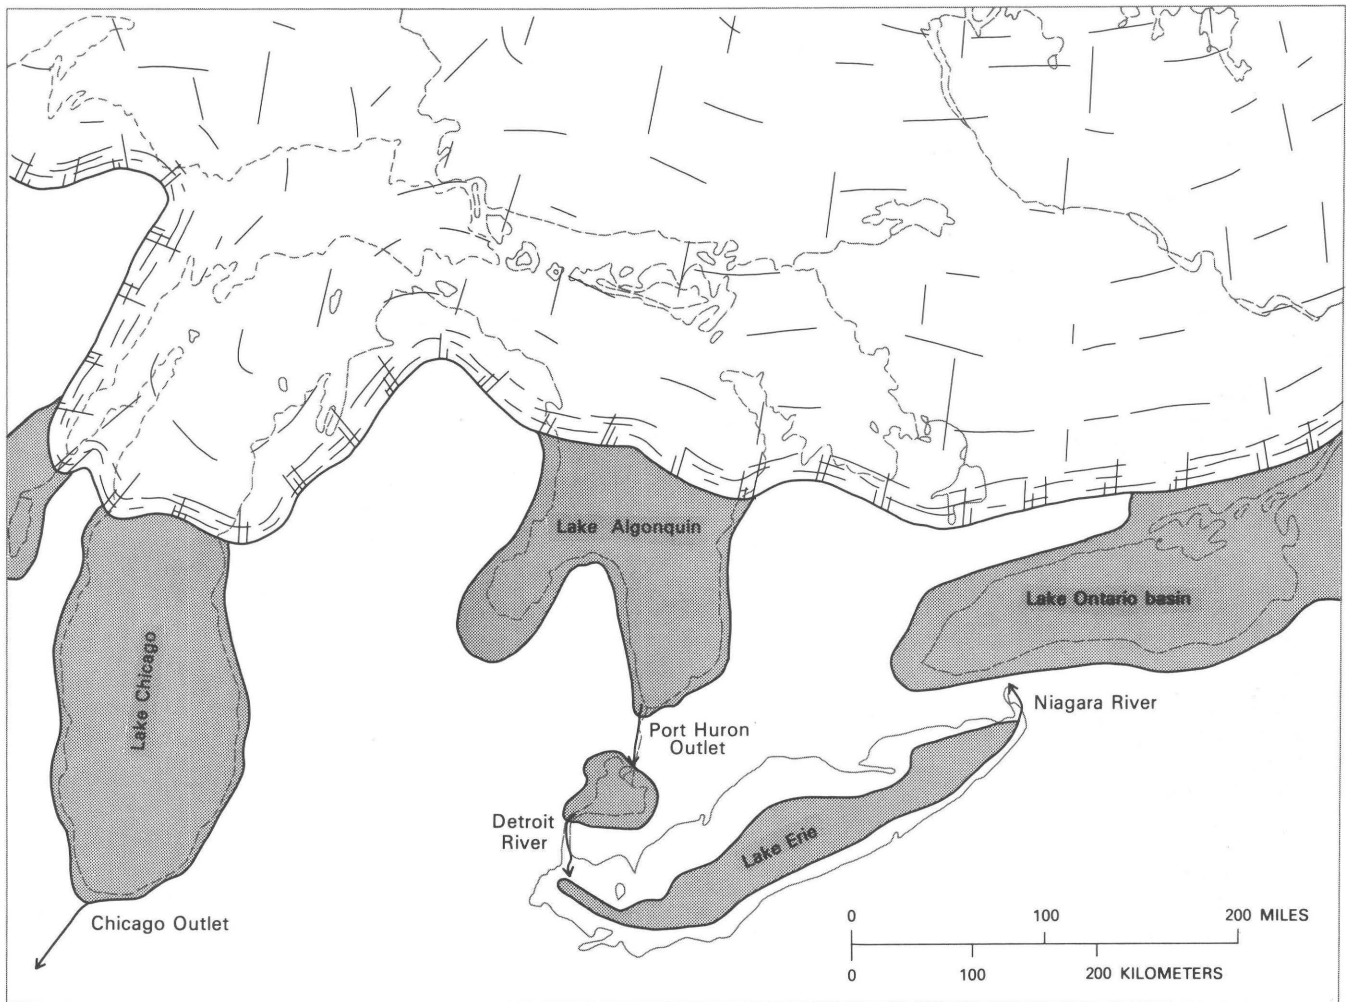 Lake Algonquin
Lake Ontario basin
Lake Chicago
Niagara River
Port Huron
Outlet
Detroit
River
Lake Erie
Chicago Outlet
0 100 200 MILES
0 100 200 KILOMETERS